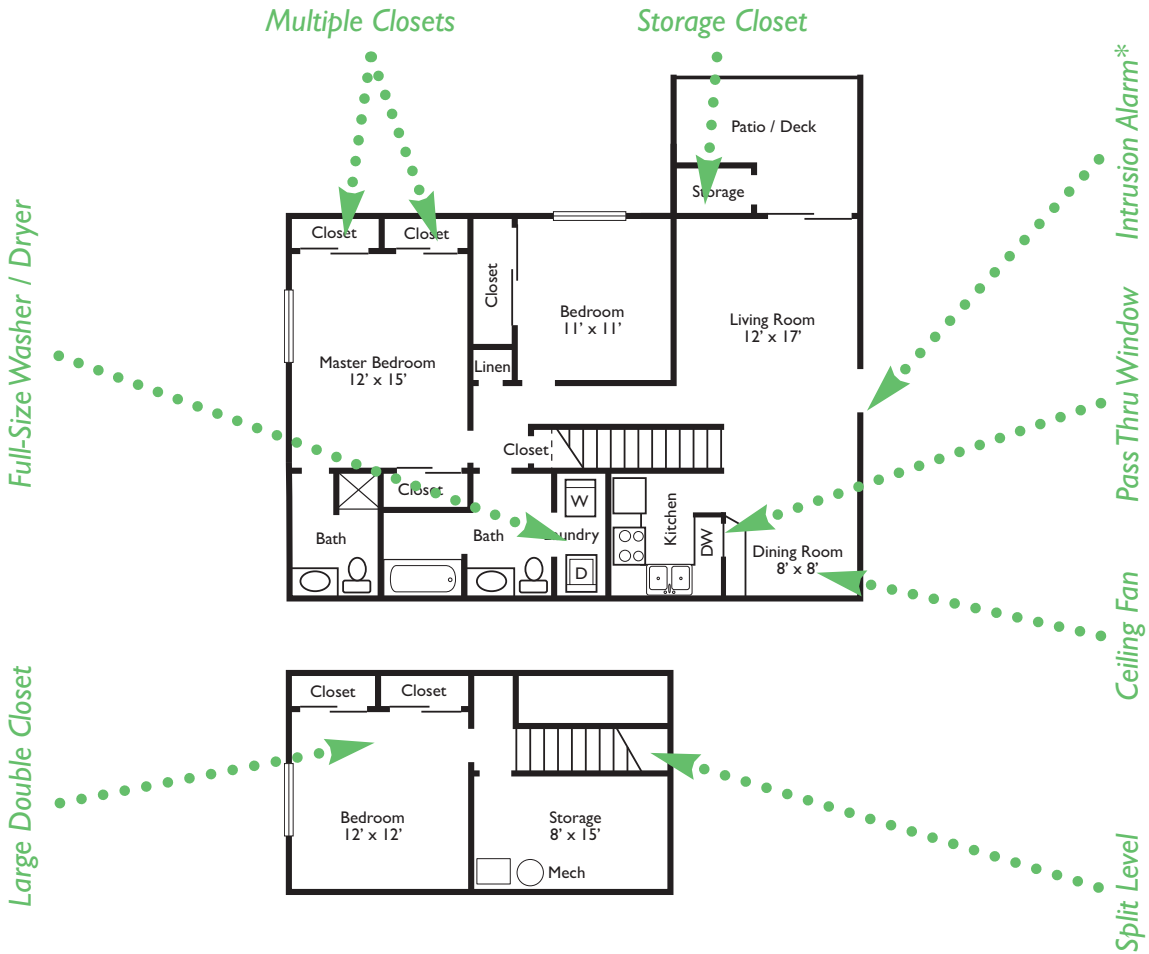 Multiple Closets
Storage Closet
Intrusion Alarm*
Patio / Deck
Storage
Full-Size Washer / Dryer
Closet
Closet
Closet
Bedroom
11’ x 11’
Living Room
12’ x 17’
Pass Thru Window
Master Bedroom
12’ x 15’
Linen
Closet
Closet
W
Kitchen
Bath
Bath
Laundry
DW
Dining Room
8’ x 8’
D
Ceiling Fan
Large Double Closet
Closet
Closet
Bedroom
12’ x 12’
Storage
8’ x 15’
Mech
Split Level